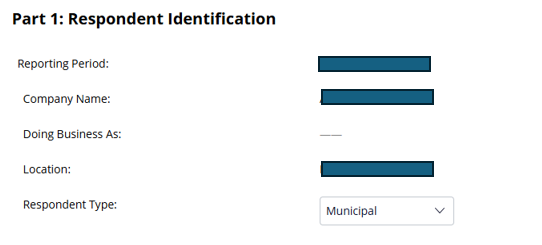 Part 1: Respondent Identification
Reporting Period:
Company Name:
Doing Business As: ——
Location:
Respondent Type: Municipal